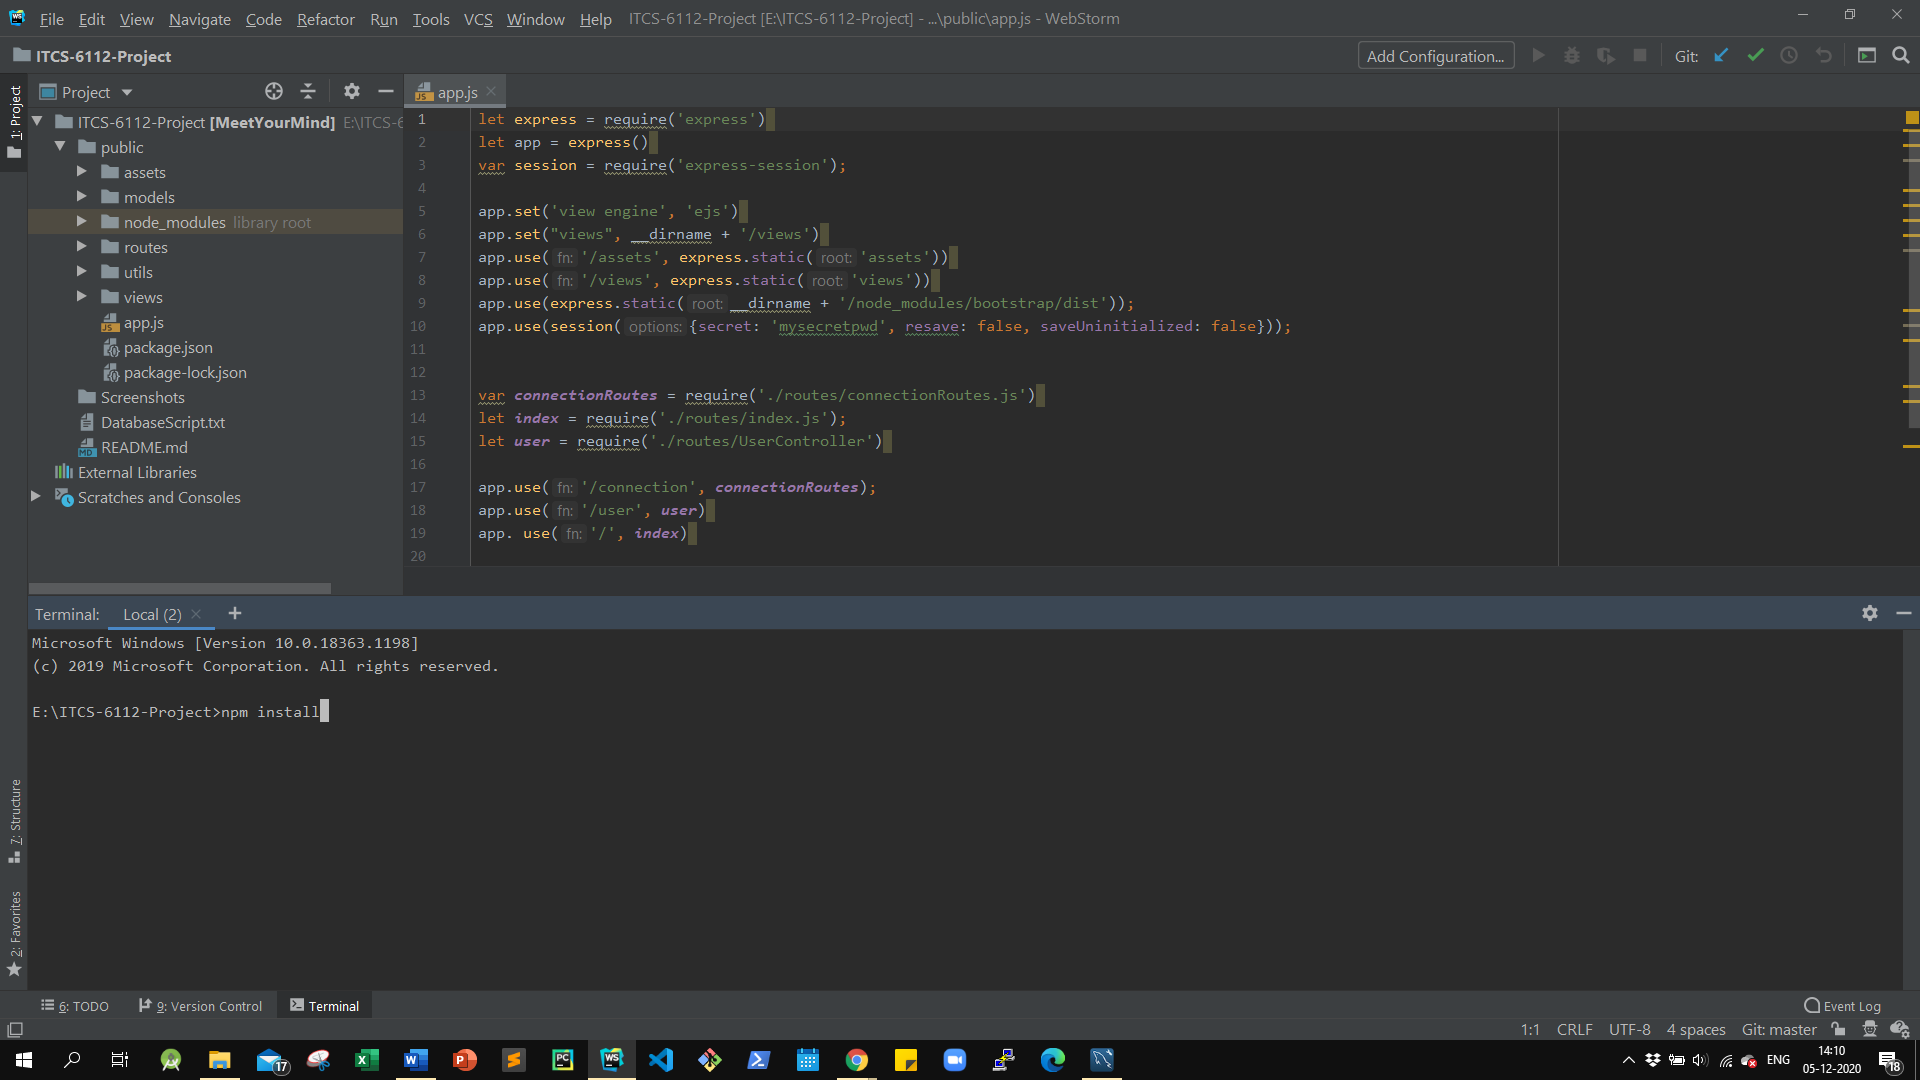 File Edit View Navigate Code Refactor Run Tools VCS Window Help ITCS-6112-Project [E:\ITCS-6112-Project] - ...\public\app.js - WebStorm
ITCS-6112-Project
Add Configuration...
Git:
1: Project
Project
app.js
ITCS-6112-Project [MeetYourMind] E:\ITCS-6
public
assets
models
node_modules library root
routes
utils
views
app.js
package.json
package-lock.json
Screenshots
DatabaseScript.txt
README.md
External Libraries
Scratches and Consoles
1 let express = require('express')
2 let app = express()
3 var session = require('express-session');
4
5 app.set('view engine', 'ejs')
6 app.set("views", __dirname + '/views')
7 app.use( fn: '/assets', express.static( root: 'assets'))
8 app.use( fn: '/views', express.static( root: 'views'))
9 app.use(express.static( root: __dirname + '/node_modules/bootstrap/dist'));
10 app.use(session( options: {secret: 'mysecretpwd', resave: false, saveUninitialized: false}));
11
12
13 var connectionRoutes = require('./routes/connectionRoutes.js')
14 let index = require('./routes/index.js');
15 let user = require('./routes/UserController')
16
17 app.use( fn: '/connection', connectionRoutes);
18 app.use( fn: '/user', user)
19 app. use( fn: '/', index)
20
Terminal: Local (2)
Microsoft Windows [Version 10.0.18363.1198]
(c) 2019 Microsoft Corporation. All rights reserved.
E:\ITCS-6112-Project>npm install
7: Structure
2: Favorites
6: TODO
9: Version Control
Terminal
Event Log
1:1 CRLF UTF-8 4 spaces Git: master
17
ENG
14:10
05-12-2020
18